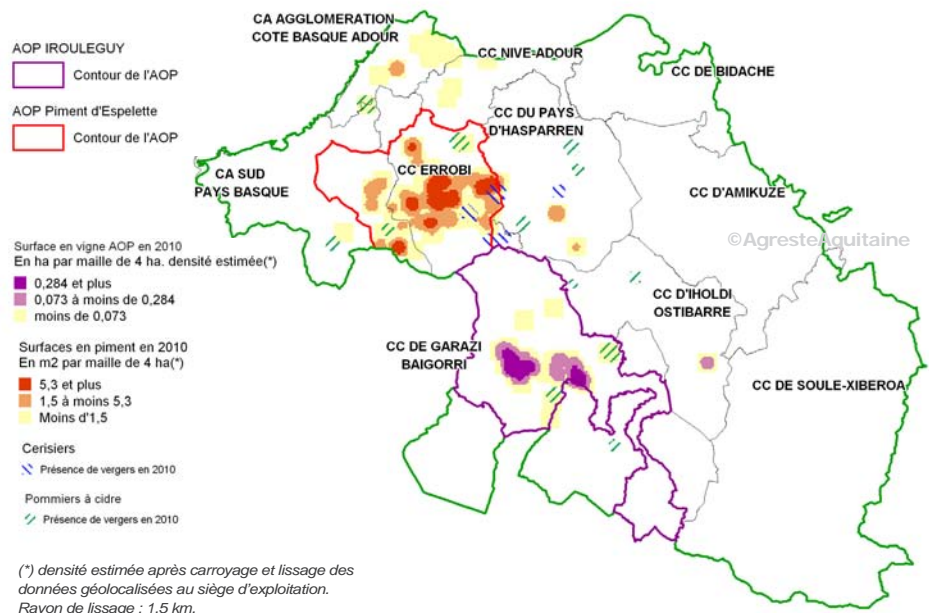 AOP IROULEGUY
Contour de l'AOP
AOP Piment d'Espelette
Contour de l'AOP
Surface en vigne AOP en 2010
En ha par maille de 4 ha. densité estimée(*)
0,284 et plus
0,073 à moins de 0,284
moins de 0,073
Surfaces en piment en 2010
En m2 par maille de 4 ha(*)
5,3 et plus
1,5 à moins 5,3
Moins d'1,5
Cerisiers
Présence de vergers en 2010
Pommiers à cidre
Présence de vergers en 2010
(*) densité estimée après carroyage et lissage des
données géolocalisées au siège d'exploitation.
Rayon de lissage : 1,5 km.
CA AGGLOMERATION
COTE BASQUE ADOUR
CC NIVE-ADOUR
CC DE BIDACHE
CC DU PAYS
D'HASPARREN
CA SUD
PAYS BASQUE
CC ERROBI
CC D'AMIKUZE
©AgresteAquitaine
CC D'IHOLDI
OSTIBARRE
CC DE GARAZI
BAIGORRI
CC DE SOULE-XIBEROA